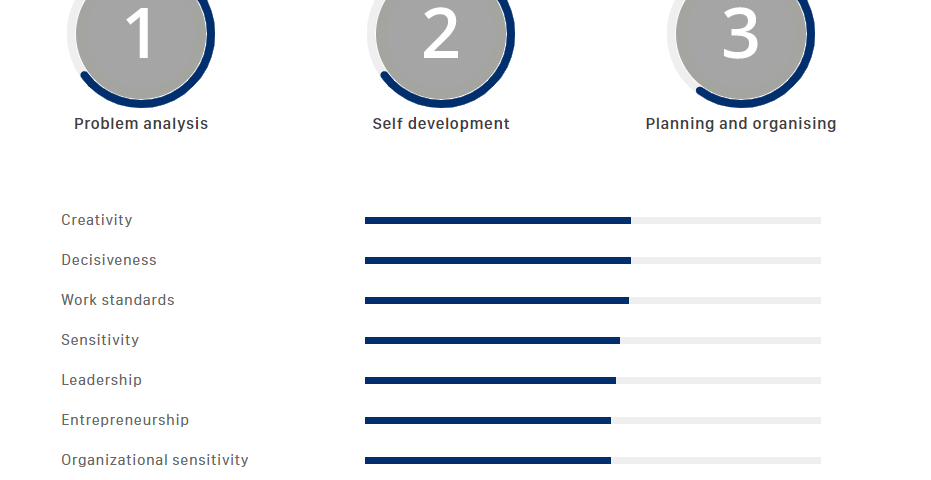 1 2 3
Problem analysis Self development Planning and organising
Creativity
Decisiveness
Work standards
Sensitivity
Leadership
Entrepreneurship
Organizational sensitivity